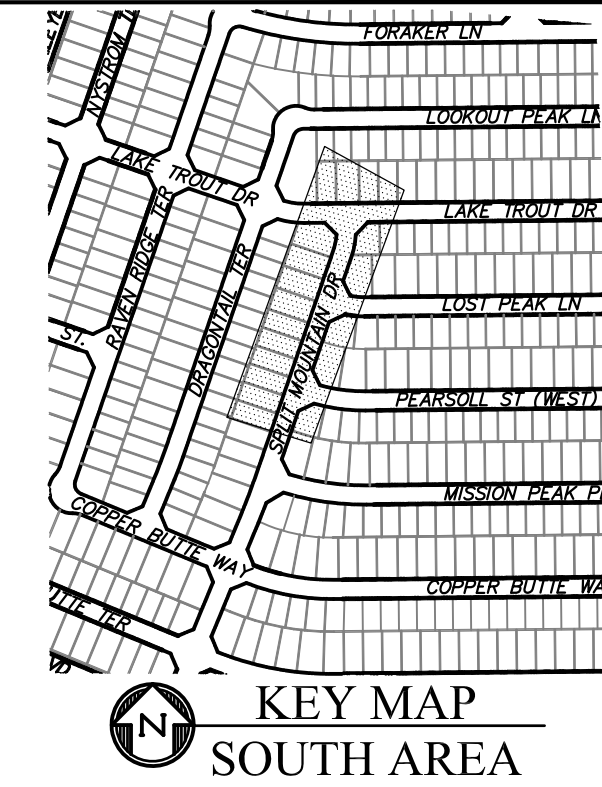 FORAKER LN
NYSTROM
LOOKOUT PEAK LN
LAKE TROUT DR
LAKE TROUT DR
RAVEN RIDGE TER
DRAGONTAIL TER
SPLIT MOUNTAIN DR
LOST PEAK LN
ST.
PEARSOLL ST (WEST)
MISSION PEAK P
COPPER BUTTE WAY
COPPER BUTTE WA
UTTE TER
N
KEY MAP
SOUTH AREA